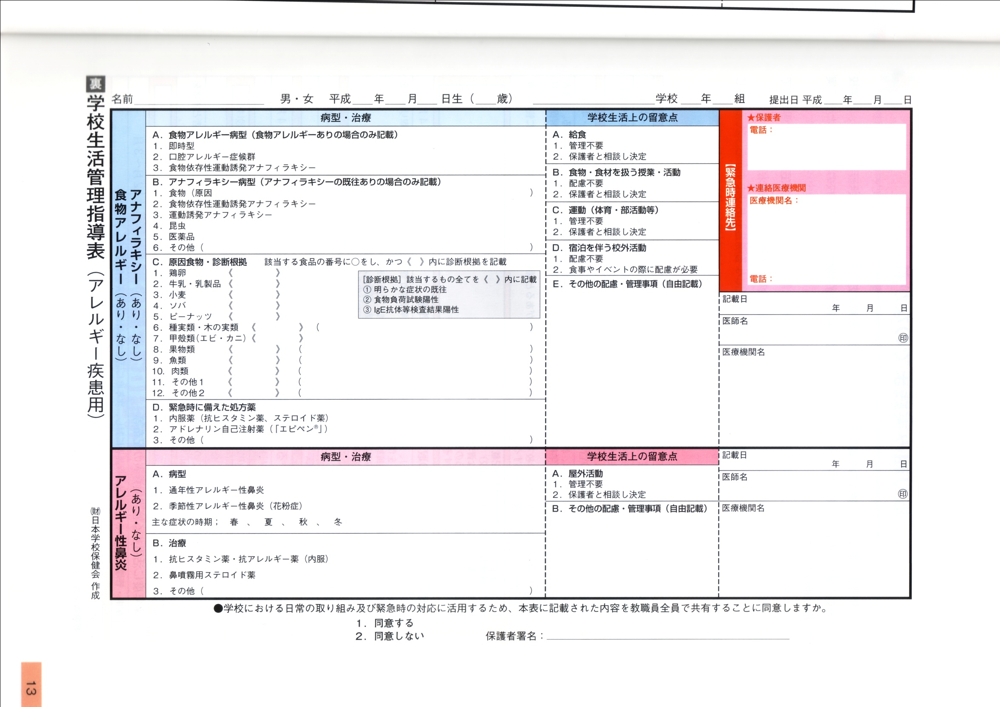 裏 学校生活管理指導表（アレルギー疾患用）
(財)日本学校保健会 作成
名前 男・女 平成 年 月 日生（ 歳） 学校 年 組 提出日 平成 年 月 日
アナフィラキシー（あり・なし）
食物アレルギー（あり・なし）
病型・治療
A．食物アレルギー病型（食物アレルギーありの場合のみ記載）
1．即時型
2．口腔アレルギー症候群
3．食物依存性運動誘発アナフィラキシー
B．アナフィラキシー病型（アナフィラキシーの既往ありの場合のみ記載）
1．食物（原因 ）
2．食物依存性運動誘発アナフィラキシー
3．運動誘発アナフィラキシー
4．昆虫
5．医薬品
6．その他（ ）
C．原因食物・診断根拠 該当する食品の番号に○をし、かつ《 》内に診断根拠を記載
1．鶏卵 《 》
2．牛乳・乳製品 《 》
3．小麦 《 》
4．ソバ 《 》
5．ピーナッツ 《 》
6．種実類・木の実類 《 》（ ）
7．甲殻類（エビ・カニ）《 》
8．果物類 《 》（ ）
9．魚類 《 》（ ）
10．肉類 《 》（ ）
11．その他1 《 》（ ）
12．その他2 《 》（ ）
［診断根拠］該当するもの全てを《 》内に記載
① 明らかな症状の既往
② 食物負荷試験陽性
③ IgE抗体等検査結果陽性
D．緊急時に備えた処方薬
1．内服薬（抗ヒスタミン薬、ステロイド薬）
2．アドレナリン自己注射薬（「エピペン®」）
3．その他（ ）
学校生活上の留意点
A．給食
1．管理不要
2．保護者と相談し決定
B．食物・食材を扱う授業・活動
1．配慮不要
2．保護者と相談し決定
C．運動（体育・部活動等）
1．管理不要
2．保護者と相談し決定
D．宿泊を伴う校外活動
1．配慮不要
2．食事やイベントの際に配慮が必要
E．その他の配慮・管理事項（自由記載）
【緊急時連絡先】
★保護者
電話：
★連絡医療機関
医療機関名：
電話：
記載日
年 月 日
医師名
㊞
医療機関名
アレルギー性鼻炎
（あり・なし）
病型・治療
A．病型
1．通年性アレルギー性鼻炎
2．季節性アレルギー性鼻炎（花粉症）
主な症状の時期； 春 、 夏 、 秋 、 冬
B．治療
1．抗ヒスタミン薬・抗アレルギー薬（内服）
2．鼻噴霧用ステロイド薬
3．その他（ ）
学校生活上の留意点
A．屋外活動
1．管理不要
2．保護者と相談し決定
B．その他の配慮・管理事項（自由記載）
記載日
年 月 日
医師名
㊞
医療機関名
●学校における日常の取り組み及び緊急時の対応に活用するため、本表に記載された内容を教職員全員で共有することに同意しますか。
1．同意する
2．同意しない 保護者署名：
13